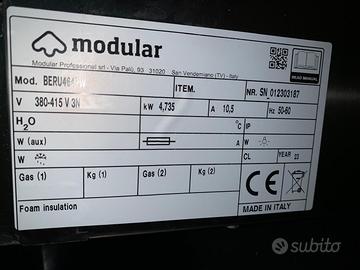 modular
Modular Professional srl - Via Palù, 93 - 31020 San Vendemiano (TV) - Italy
READ MANUAL
Mod. ITEM. NR. SN 012303187
V 380-415 V 3N kW 4,735 A 10,5 Hz 50-60
H2O °C IP
W (aux) W
W CL YEAR 23
Gas (1) Kg (1) Gas (2) Kg (2)
Foam insulation
CE
MADE IN ITALY
subito